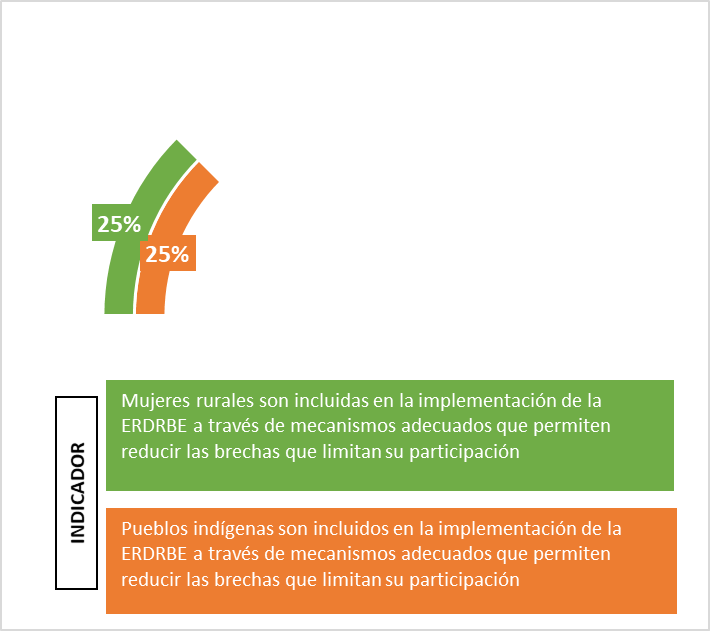 25%
25%
INDICADOR
Mujeres rurales son incluidas en la implementación de la
ERDRBE a través de mecanismos adecuados que permiten
reducir las brechas que limitan su participación
Pueblos indígenas son incluidos en la implementación de la
ERDRBE a través de mecanismos adecuados que permiten
reducir las brechas que limitan su participación